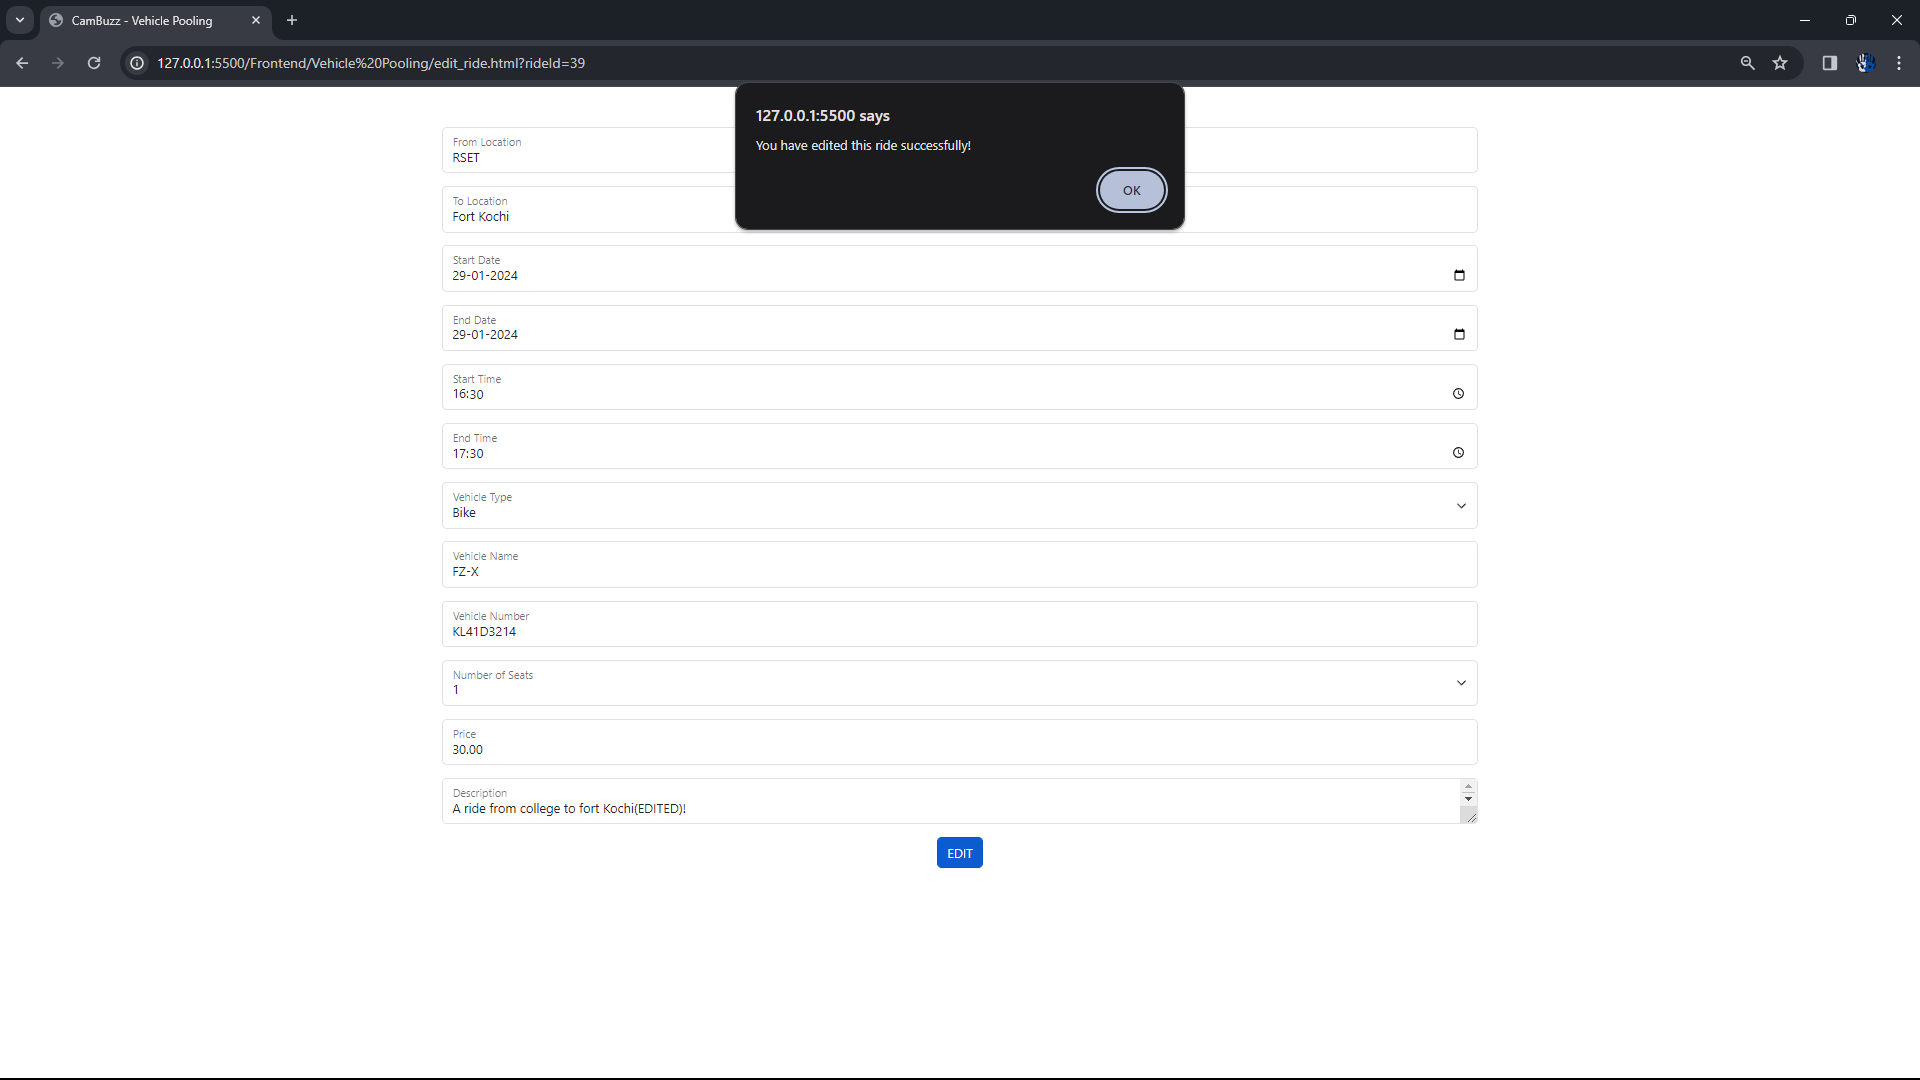 CamBuzz - Vehicle Pooling
127.0.0.1:5500/Frontend/Vehicle%20Pooling/edit_ride.html?rideId=39
127.0.0.1:5500 says
You have edited this ride successfully!
OK
From Location
RSET
To Location
Fort Kochi
Start Date
29-01-2024
End Date
29-01-2024
Start Time
16:30
End Time
17:30
Vehicle Type
Bike
Vehicle Name
FZ-X
Vehicle Number
KL41D3214
Number of Seats
1
Price
30.00
Description
A ride from college to fort Kochi(EDITED)!
EDIT